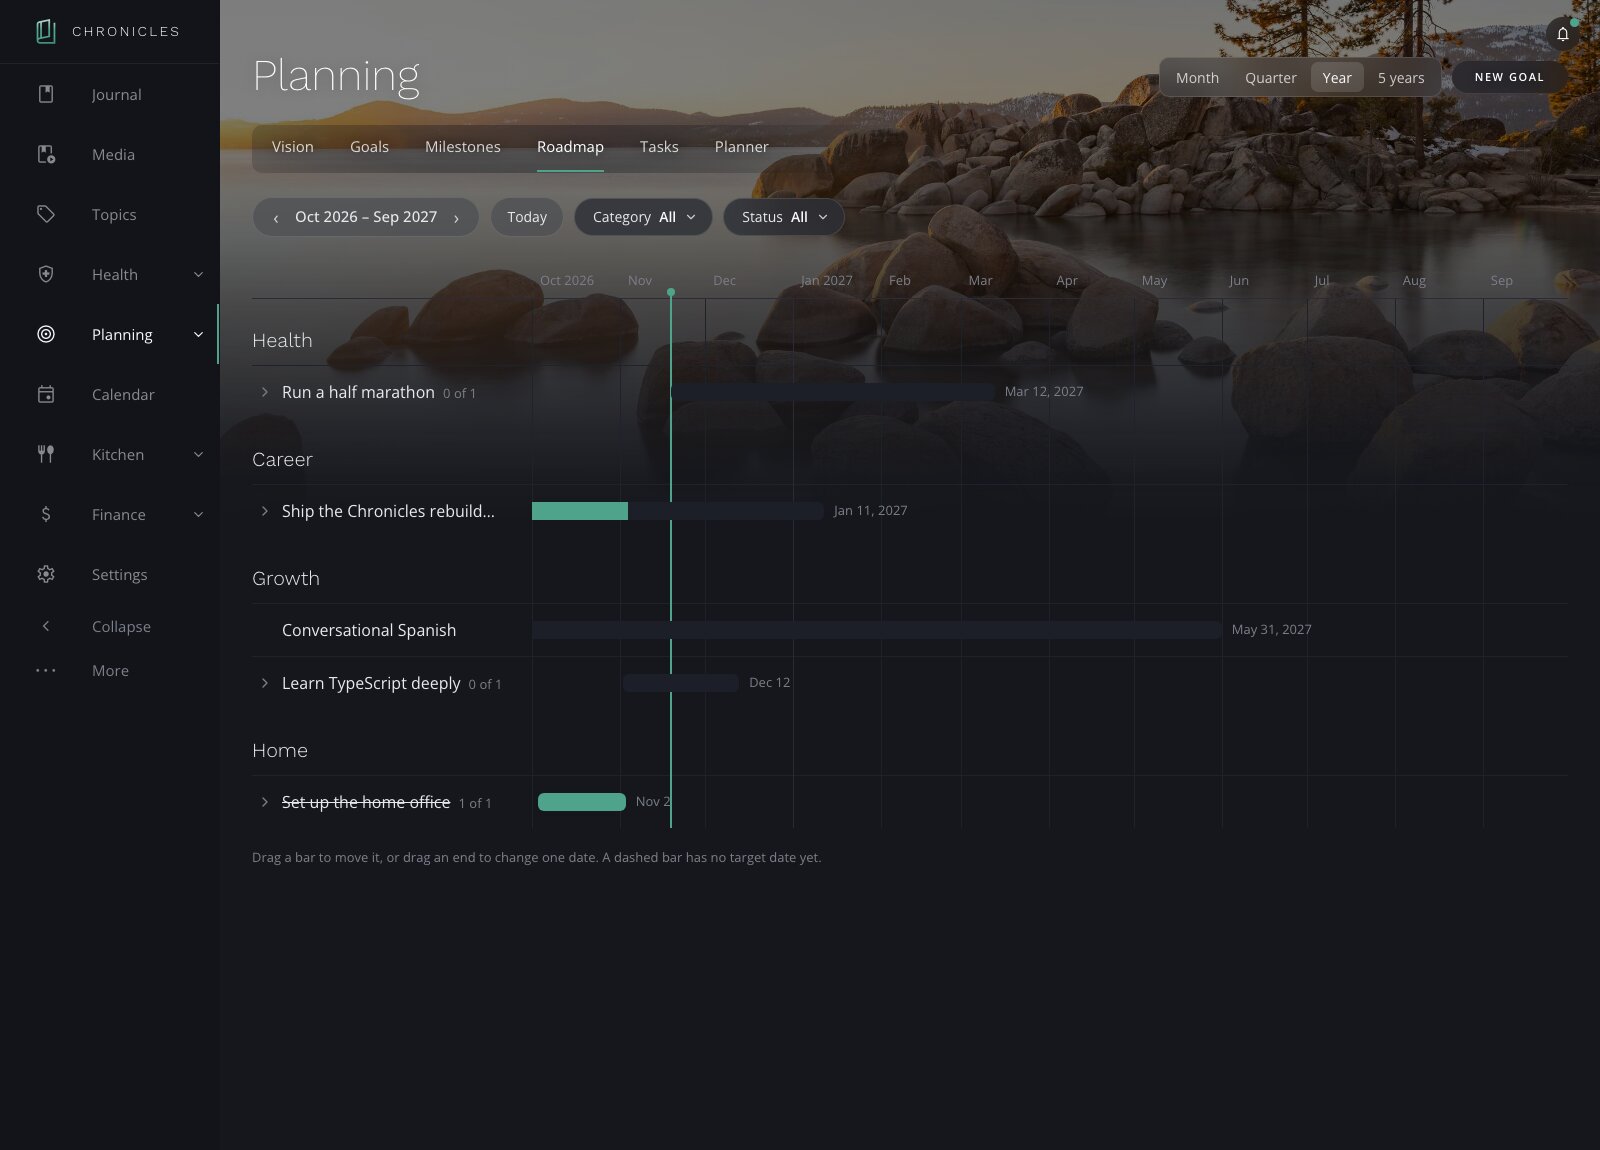 CHRONICLES
Journal
Media
Topics
Health
Planning
Calendar
Kitchen
Finance
Settings
Collapse
More
Planning
Month Quarter Year 5 years
NEW GOAL
Vision Goals Milestones Roadmap Tasks Planner
‹ Oct 2026 – Sep 2027 ›
Today
Category All
Status All
Oct 2026 Nov Dec Jan 2027 Feb Mar Apr May Jun Jul Aug Sep
Health
Run a half marathon 0 of 1
Mar 12, 2027
Career
Ship the Chronicles rebuild...
Jan 11, 2027
Growth
Conversational Spanish
May 31, 2027
Learn TypeScript deeply 0 of 1
Dec 12
Home
Set up the home office 1 of 1
Nov 2
Drag a bar to move it, or drag an end to change one date. A dashed bar has no target date yet.